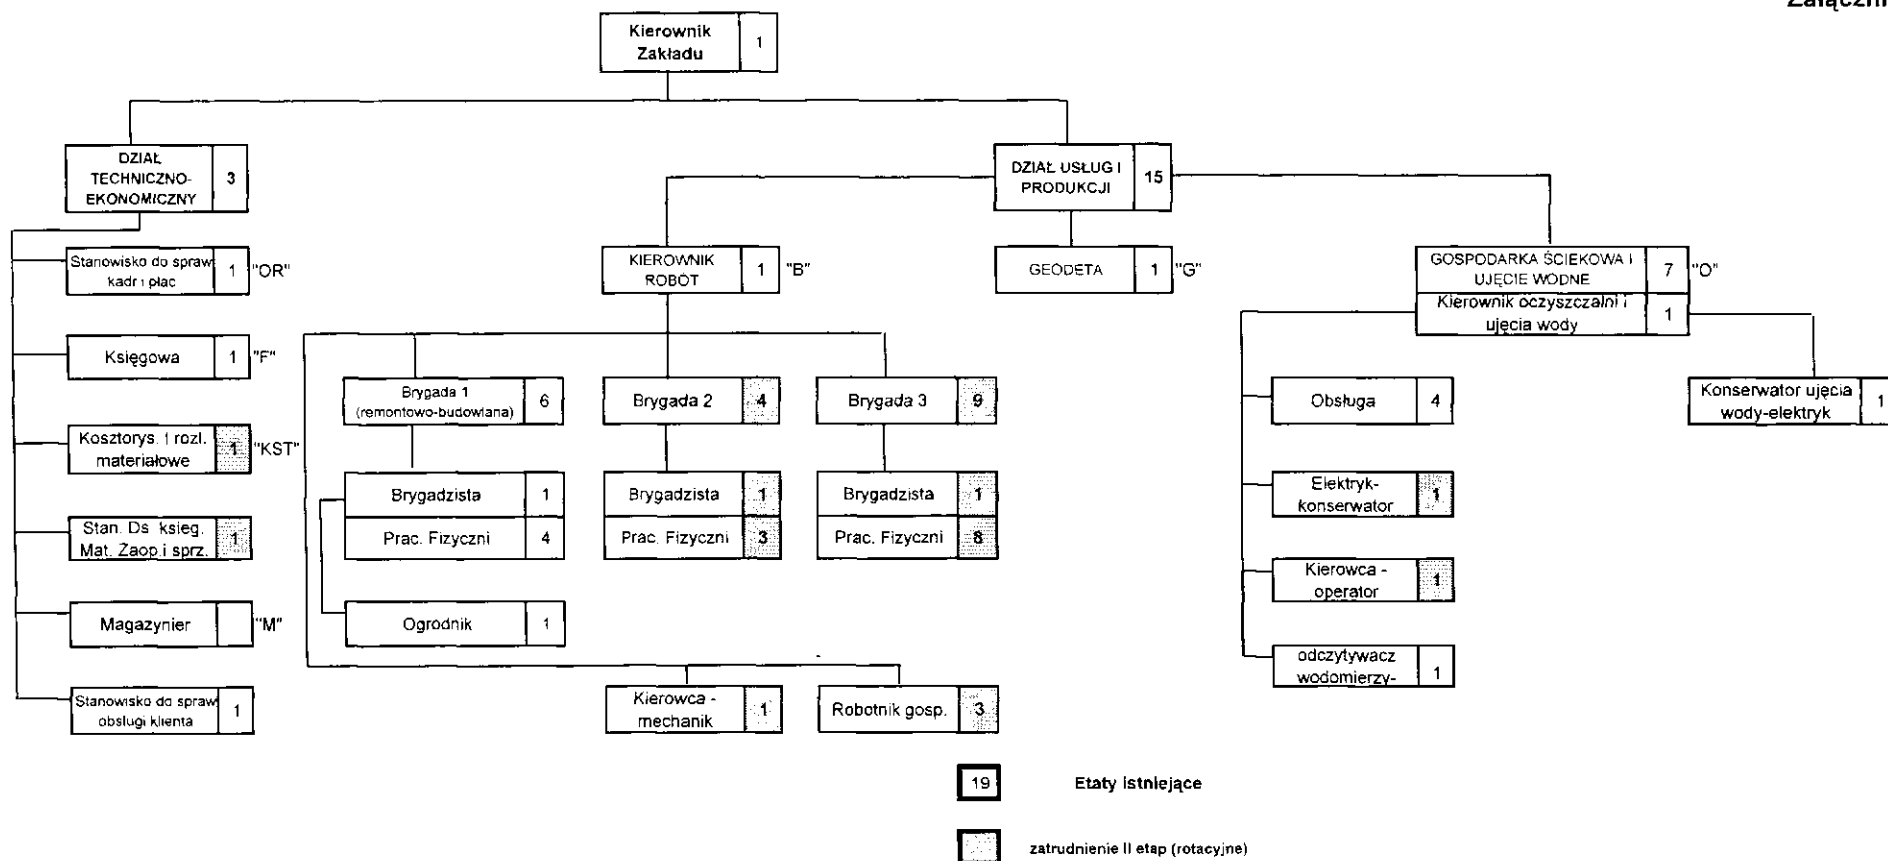 Załączni
Kierownik
Zakładu
1
DZIAŁ
TECHNICZNO-
EKONOMICZNY
3
DZIAŁ USŁUG I
PRODUKCJI
15
Stanowisko do spraw
kadr i płac
1
"OR"
KIEROWNIK
ROBÓT
1
"B"
GEODETA
1
"G"
GOSPODARKA ŚCIEKOWA I
UJĘCIE WODNE
7
"O"
Kierownik oczyszczalni i
ujęcia wody
1
Księgowa
1
"F"
Brygada 1
(remontowo-budowlana)
6
Brygada 2
4
Brygada 3
9
Obsługa
4
Konserwator ujęcia
wody-elektryk
1
Kosztorys. i rozl.
materiałowe
1
"KST"
Brygadzista
1
Prac. Fizyczni
4
Brygadzista
1
Prac. Fizyczni
3
Brygadzista
1
Prac. Fizyczni
8
Elektryk-
konserwator
1
Stan. Ds księg.
Mat. Zaop.i sprz.
1
Kierowca -
operator
1
Magazynier
"M"
Ogrodnik
1
odczytywacz
wodomierzy-
1
Stanowisko do spraw
obsługi klienta
1
Kierowca -
mechanik
1
Robotnik gosp.
3
19
Etaty istniejące
zatrudnienie II etap (rotacyjne)